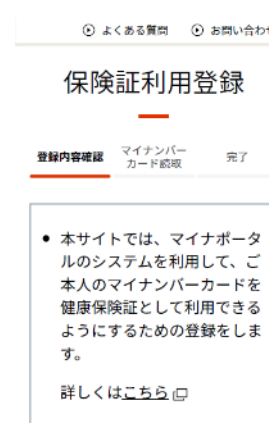 よくある質問 お問い合わせ
保険証利用登録
登録内容確認 マイナンバー
カード読取 完了
本サイトでは、マイナポータ
ルのシステムを利用して、ご
本人のマイナンバーカードを
健康保険証として利用できる
ようにするための登録をしま
す。
詳しくはこちら